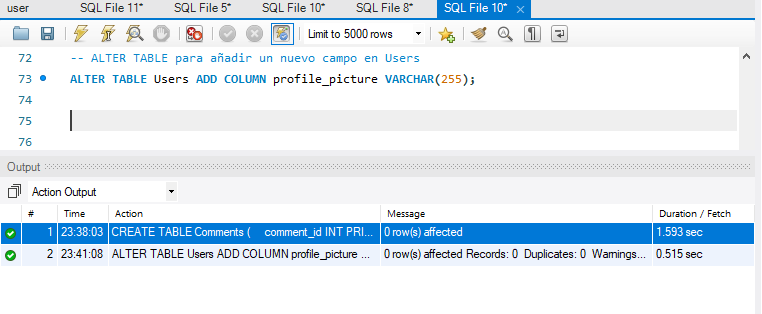 user SQL File 11* SQL File 5* SQL File 10* SQL File 8* SQL File 10*
Limit to 5000 rows
72 -- ALTER TABLE para añadir un nuevo campo en Users
73 ALTER TABLE Users ADD COLUMN profile_picture VARCHAR(255);
74
75
76
Output
Action Output
# Time Action Message Duration / Fetch
1 23:38:03 CREATE TABLE Comments ( comment_id INT PRI... 0 row(s) affected 1.593 sec
2 23:41:08 ALTER TABLE Users ADD COLUMN profile_picture ... 0 row(s) affected Records: 0 Duplicates: 0 Warnings... 0.515 sec